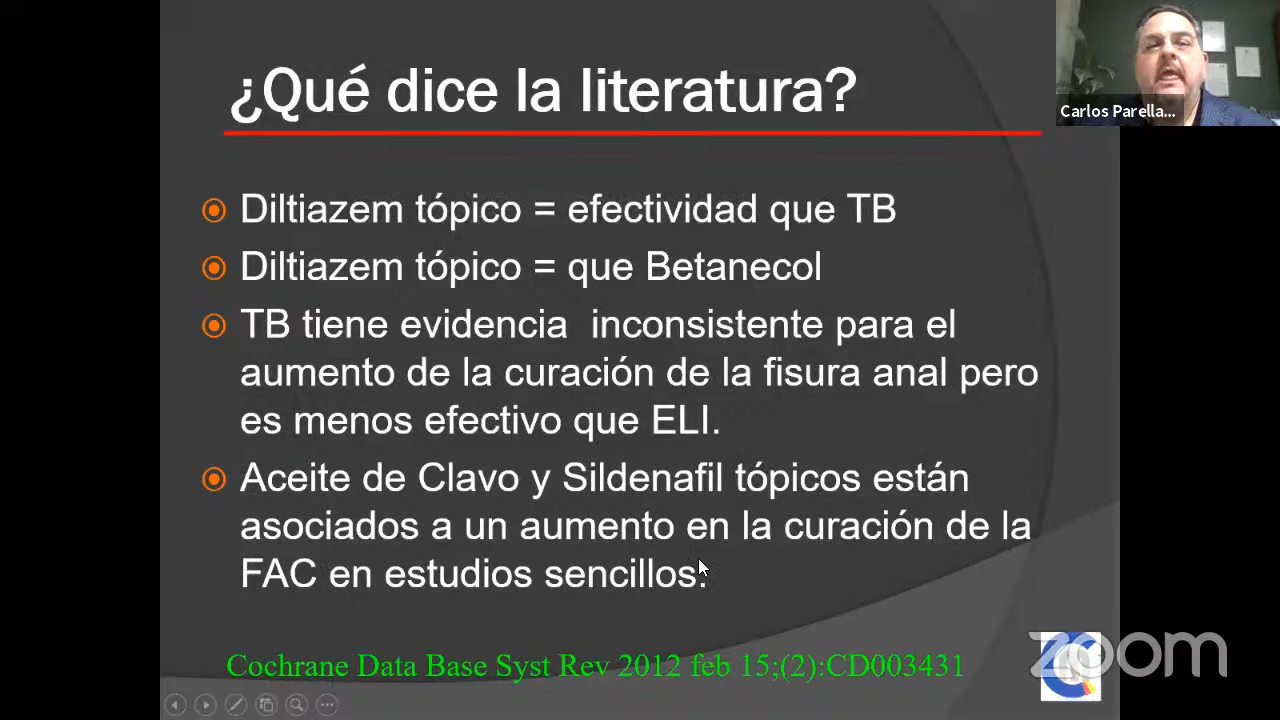 ¿Qué dice la literatura?
Carlos Parella...
Diltiazem tópico = efectividad que TB
Diltiazem tópico = que Betanecol
TB tiene evidencia inconsistente para el
aumento de la curación de la fisura anal pero
es menos efectivo que ELI.
Aceite de Clavo y Sildenafil tópicos están
asociados a un aumento en la curación de la
FAC en estudios sencillos.
Cochrane Data Base Syst Rev 2012 feb 15;(2):CD003431
zoom